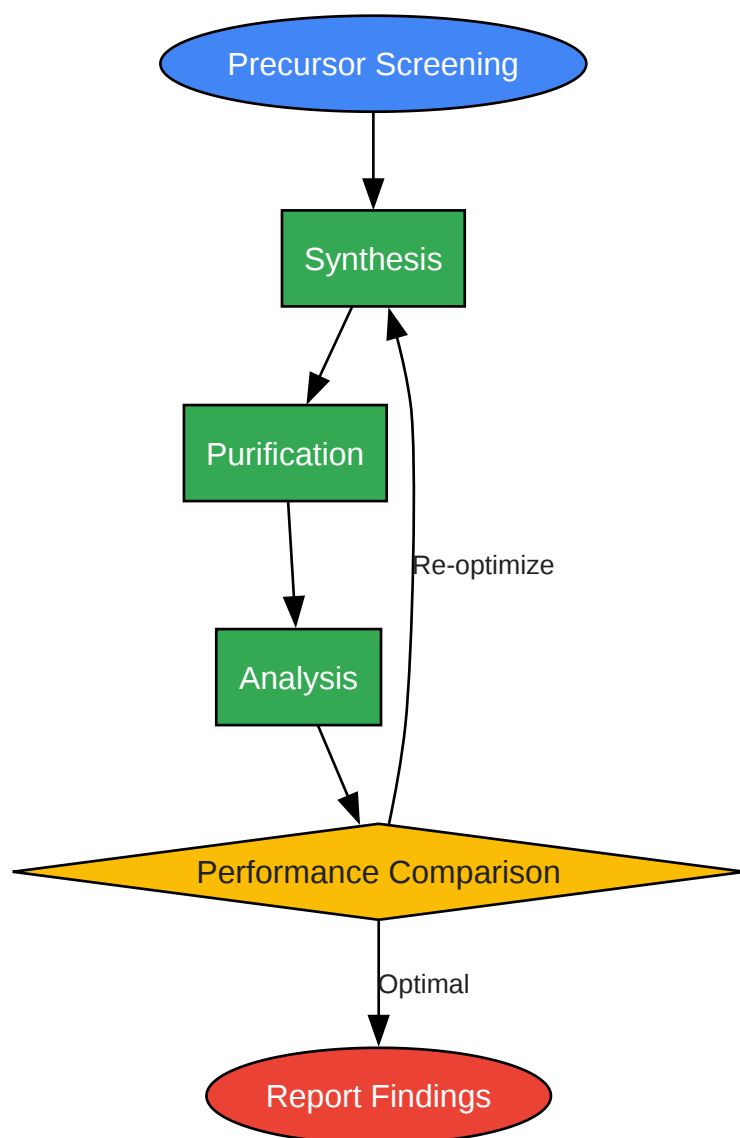 Precursor Screening
Synthesis
Purification
Re-optimize
Analysis
Performance Comparison
Optimal
Report Findings